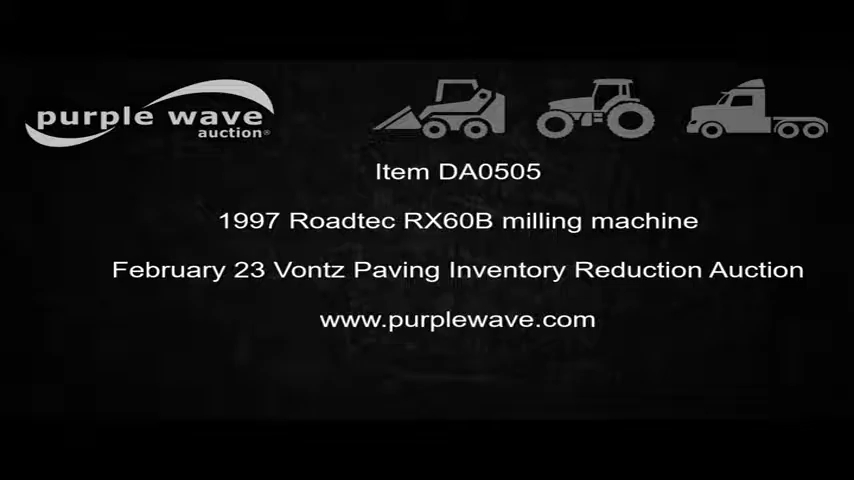 purple wave
auction®
Item DA0505
1997 Roadtec RX60B milling machine
February 23 Vontz Paving Inventory Reduction Auction
www.purplewave.com